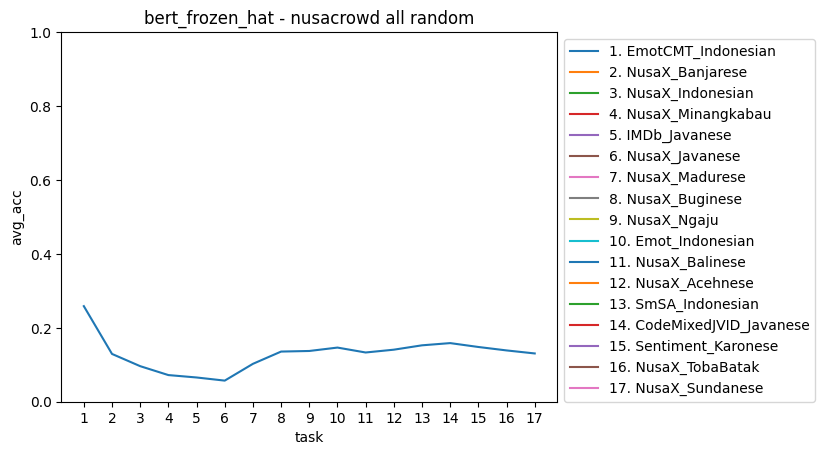 bert_frozen_hat - nusacrowd all random
avg_acc
1.0
0.8
0.6
0.4
0.2
0.0
1 2 3 4 5 6 7 8 9 10 11 12 13 14 15 16 17
task
1. EmotCMT_Indonesian
2. NusaX_Banjarese
3. NusaX_Indonesian
4. NusaX_Minangkabau
5. IMDb_Javanese
6. NusaX_Javanese
7. NusaX_Madurese
8. NusaX_Buginese
9. NusaX_Ngaju
10. Emot_Indonesian
11. NusaX_Balinese
12. NusaX_Acehnese
13. SmSA_Indonesian
14. CodeMixedJVID_Javanese
15. Sentiment_Karonese
16. NusaX_TobaBatak
17. NusaX_Sundanese